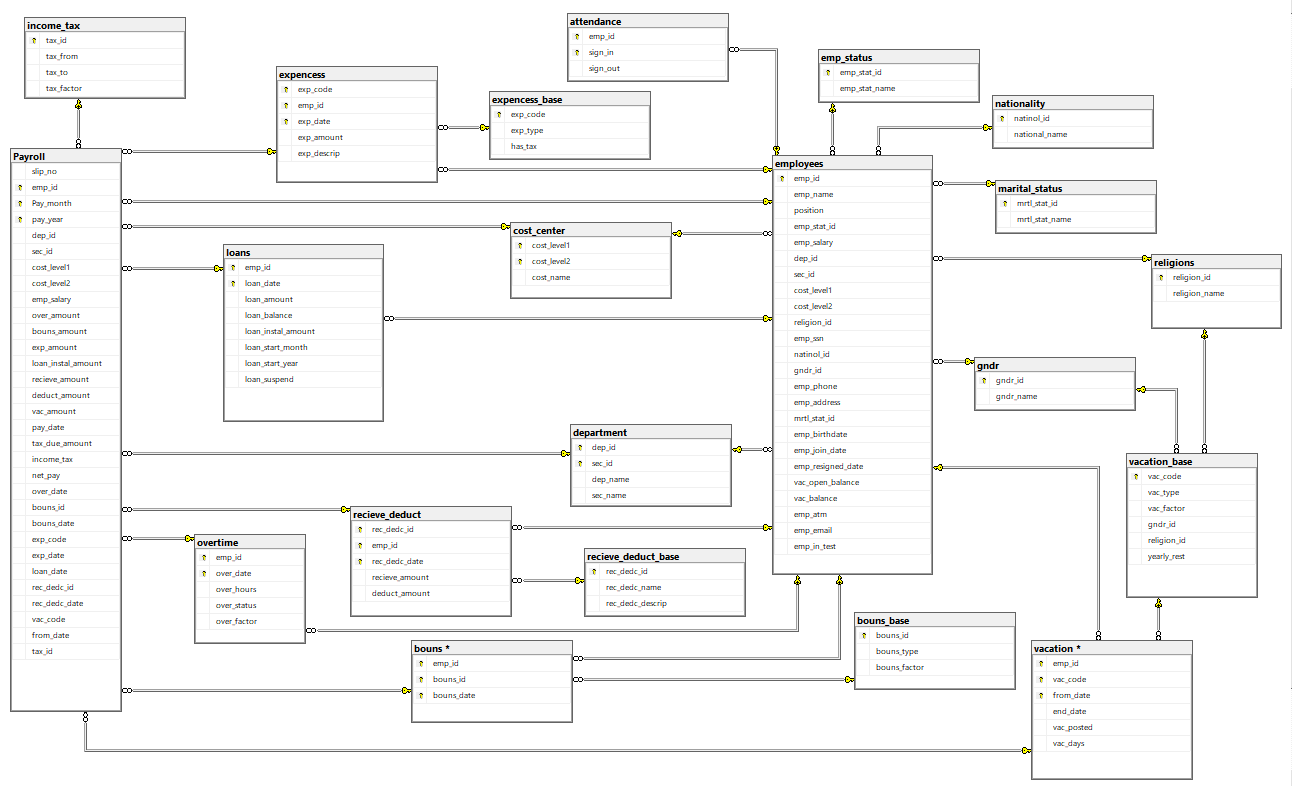 income_tax
tax_id
tax_from
tax_to
tax_factor
attendance
emp_id
sign_in
sign_out
expencess
exp_code
emp_id
exp_date
exp_amount
exp_descrip
expencess_base
exp_code
exp_type
has_tax
emp_status
emp_stat_id
emp_stat_name
nationality
natinol_id
national_name
Payroll
slip_no
emp_id
Pay_month
pay_year
dep_id
sec_id
cost_level1
cost_level2
emp_salary
over_amount
bouns_amount
exp_amount
loan_instal_amount
recieve_amount
deduct_amount
vac_amount
pay_date
tax_due_amount
income_tax
net_pay
over_date
bouns_id
bouns_date
exp_code
exp_date
loan_date
rec_dedc_id
rec_dedc_date
vac_code
from_date
tax_id
employees
emp_id
emp_name
position
emp_stat_id
emp_salary
dep_id
sec_id
cost_level1
cost_level2
religion_id
emp_ssn
natinol_id
gndr_id
emp_phone
emp_address
mrtl_stat_id
emp_birthdate
emp_join_date
emp_resigned_date
vac_open_balance
vac_balance
emp_atm
emp_email
emp_in_test
marital_status
mrtl_stat_id
mrtl_stat_name
cost_center
cost_level1
cost_level2
cost_name
loans
emp_id
loan_date
loan_amount
loan_balance
loan_instal_amount
loan_start_month
loan_start_year
loan_suspend
religions
religion_id
religion_name
gndr
gndr_id
gndr_name
department
dep_id
sec_id
dep_name
sec_name
vacation_base
vac_code
vac_type
vac_factor
gndr_id
religion_id
yearly_rest
recieve_deduct
rec_dedc_id
emp_id
rec_dedc_date
recieve_amount
deduct_amount
overtime
emp_id
over_date
over_hours
over_status
over_factor
recieve_deduct_base
rec_dedc_id
rec_dedc_name
rec_dedc_descrip
bouns_base
bouns_id
bouns_type
bouns_factor
bouns *
emp_id
bouns_id
bouns_date
vacation *
emp_id
vac_code
from_date
end_date
vac_posted
vac_days